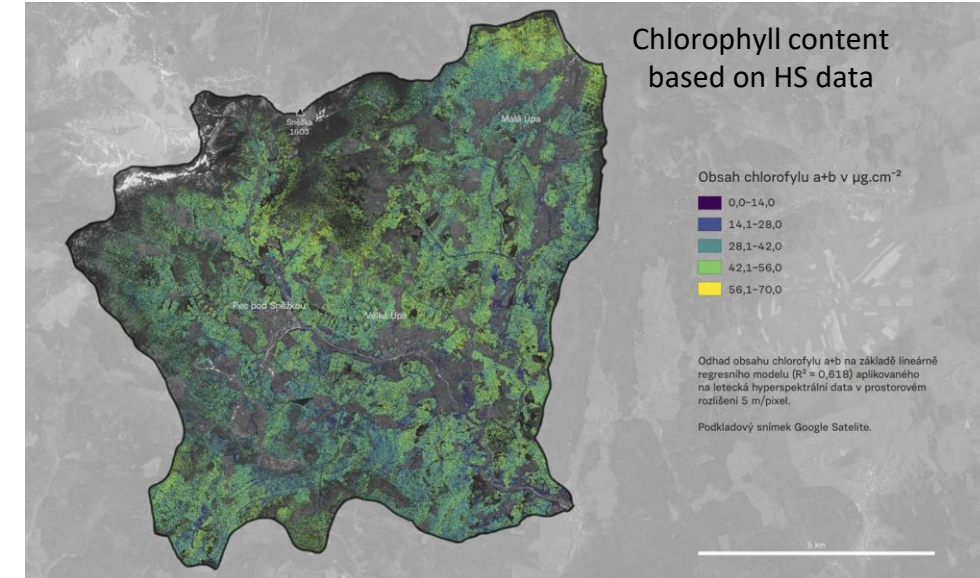 Chlorophyll content
based on HS data
Sněžka
1603
Malá Úpa
Obsah chlorofylu a+b v µg.cm⁻²
0,0–14,0
14,1–28,0
28,1–42,0
42,1–56,0
56,1–70,0
Pec pod Sněžkou
Velká Úpa
Odhad obsahu chlorofylu a+b na základě lineárně
regresního modelu (R² = 0,618) aplikovaného
na letecká hyperspektrální data v prostorovém
rozlišení 5 m/pixel.
Podkladový snímek Google Satelite.
5 km